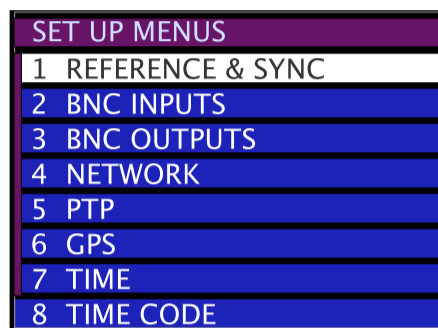 SET UP MENUS
1 REFERENCE & SYNC
2 BNC INPUTS
3 BNC OUTPUTS
4 NETWORK
5 PTP
6 GPS
7 TIME
8 TIME CODE